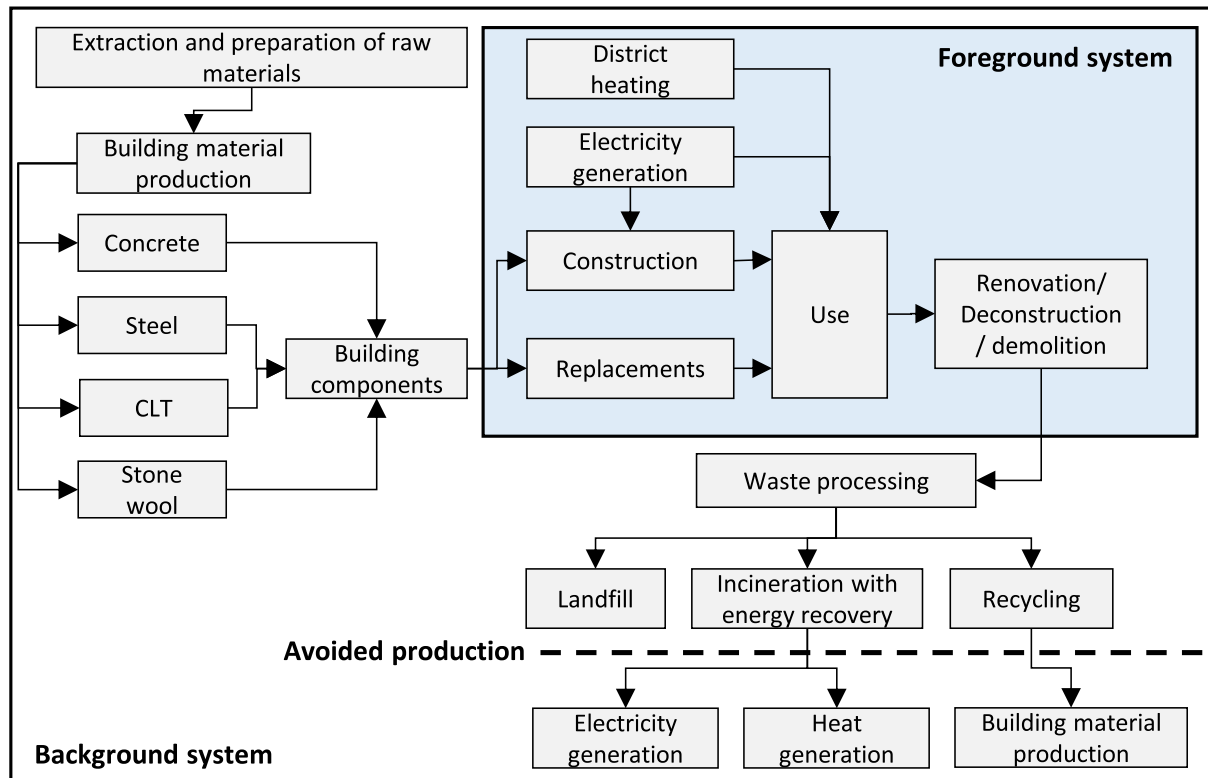 Extraction and preparation of raw
materials
Building material
production
Concrete
Steel
CLT
Stone
wool
Building
components
Foreground system
District
heating
Electricity
generation
Construction
Replacements
Use
Renovation/
Deconstruction
/ demolition
Waste processing
Landfill
Incineration with
energy recovery
Recycling
Avoided production
Electricity
generation
Heat
generation
Building material
production
Background system